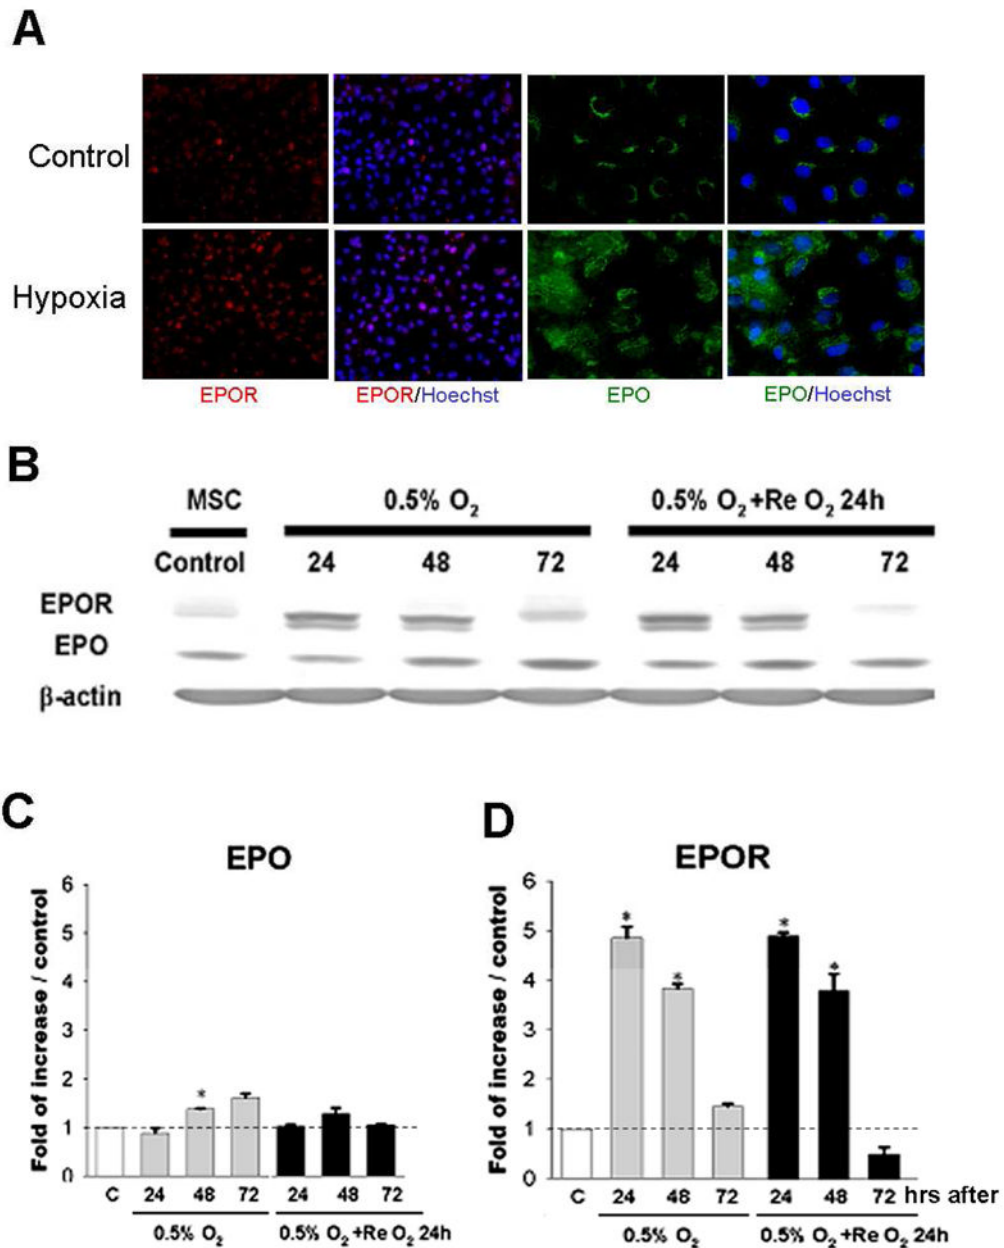 A
Control
Hypoxia
EPOR EPOR/Hoechst EPO EPO/Hoechst
B
MSC 0.5% O₂ 0.5% O₂+Re O₂ 24h
Control 24 48 72 24 48 72
EPOR
EPO
β-actin
C
EPO
Fold of increase / control
6
5
4
3
2
1
0
*
C 24 48 72 24 48 72
0.5% O₂ 0.5% O₂ +Re O₂ 24h
D
EPOR
Fold of increase / control
6
5
4
3
2
1
0
* * * *
C 24 48 72 24 48 72 hrs after
0.5% O₂ 0.5% O₂ +Re O₂ 24h